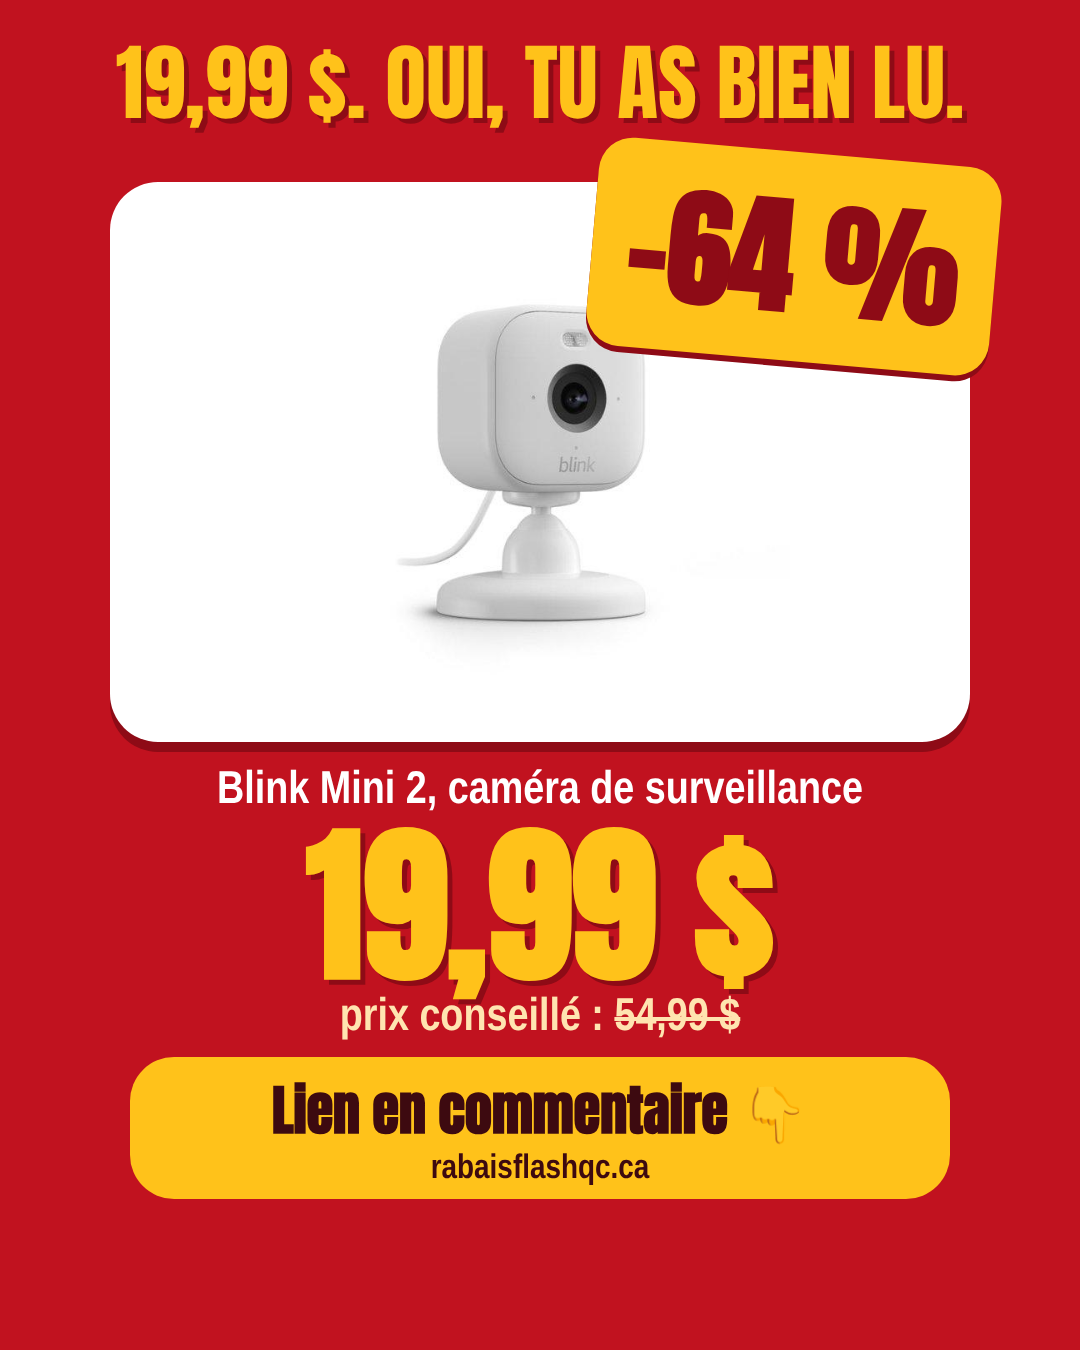 19,99 $. OUI, TU AS BIEN LU.
-64 %
blink
Blink Mini 2, caméra de surveillance
19,99 $
prix conseillé : 54,99 $
Lien en commentaire 👇
rabaisflashqc.ca